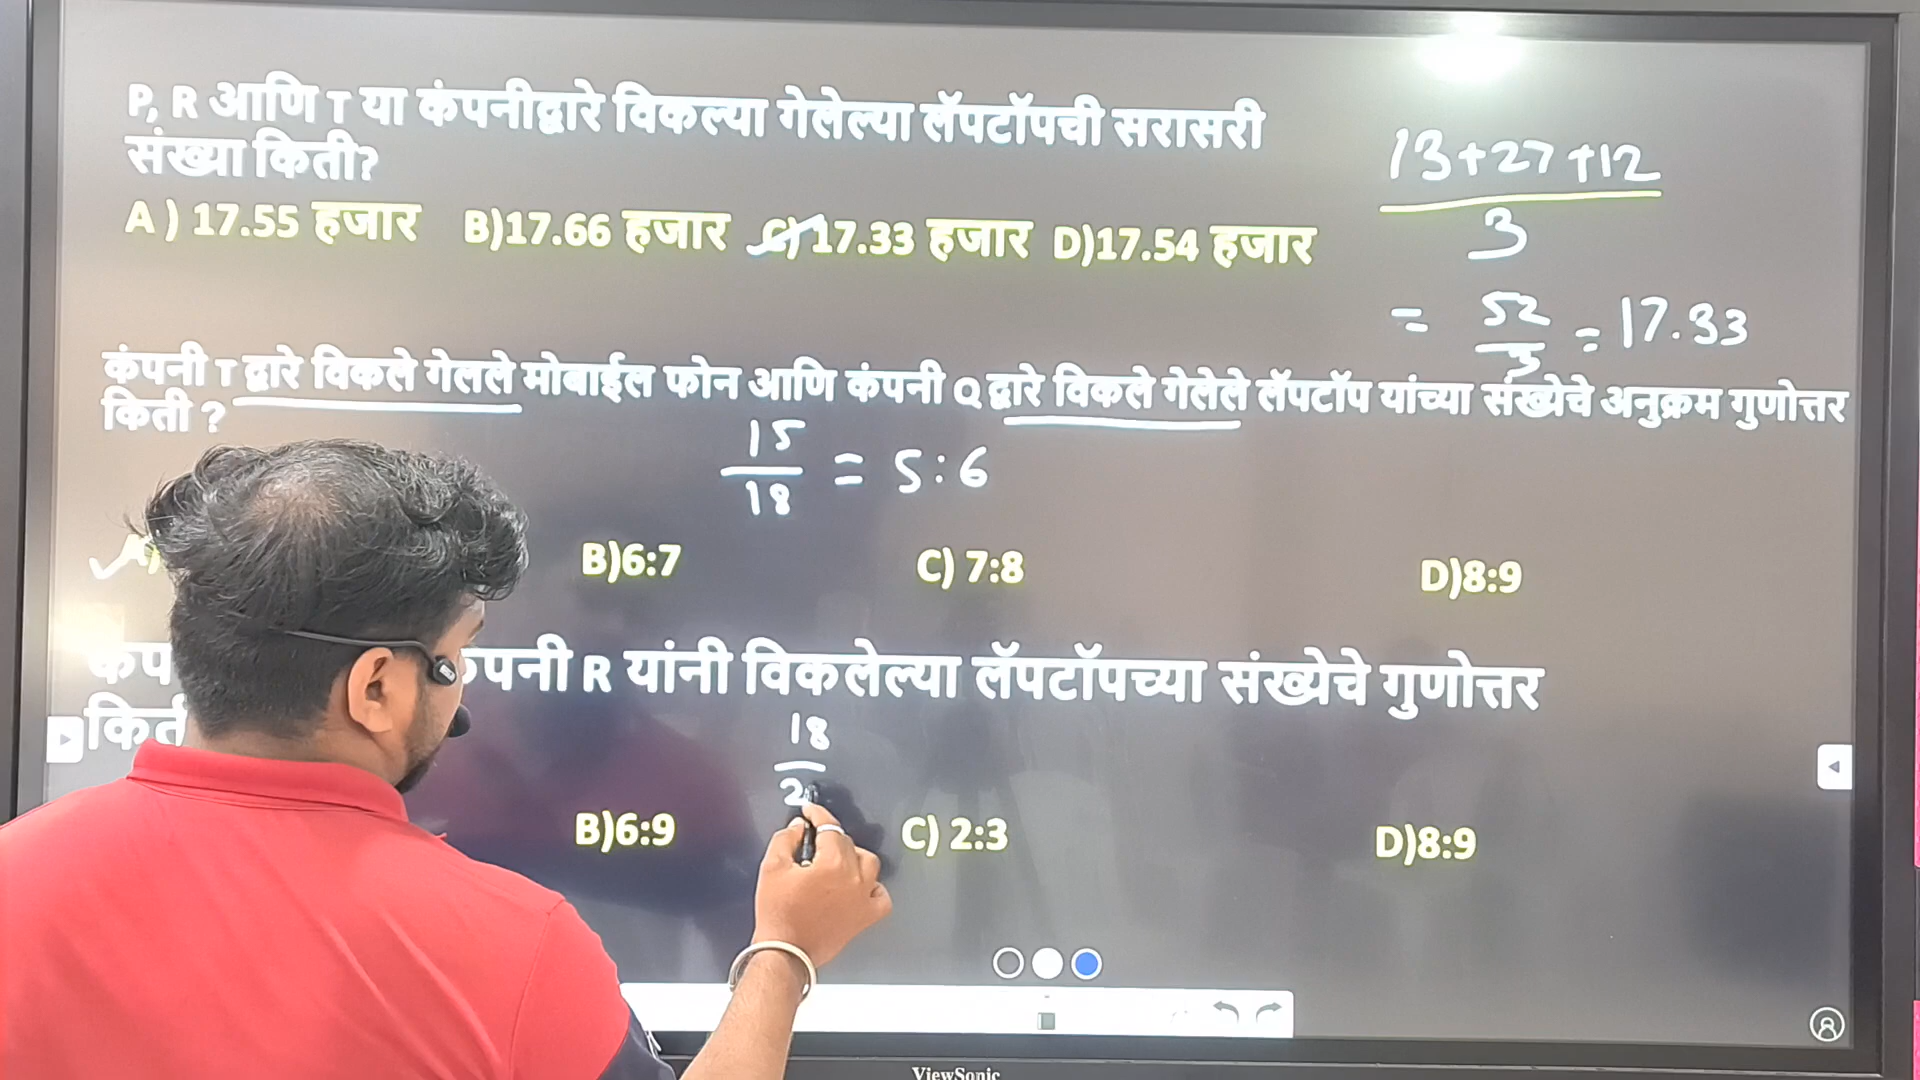 P, R आणि T या कंपनीद्वारे विकल्या गेलेल्या लॅपटॉपची सरासरी
संख्या किती?
A ) 17.55 हजार B)17.66 हजार C) 17.33 हजार D)17.54 हजार
13+27+12
3
= 52/3 = 17.33
कंपनी T द्वारे विकले गेलले मोबाईल फोन आणि कंपनी Q द्वारे विकले गेलेले लॅपटॉप यांच्या संख्येचे अनुक्रम गुणोत्तर
किती ?
15/18 = 5:6
A) B)6:7 C) 7:8 D)8:9
R यांनी विकलेल्या लॅपटॉपच्या संख्येचे गुणोत्तर
18
2
B)6:9 C) 2:3 D)8:9
ViewSonic